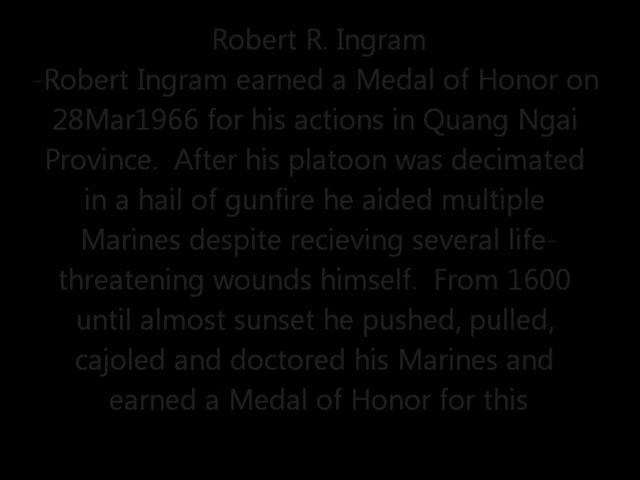 Robert R. Ingram
-Robert Ingram earned a Medal of Honor on
28Mar1966 for his actions in Quang Ngai
Province.  After his platoon was decimated
in a hail of gunfire he aided multiple
Marines despite recieving several life-
threatening wounds himself.  From 1600
until almost sunset he pushed, pulled,
cajoled and doctored his Marines and
earned a Medal of Honor for this